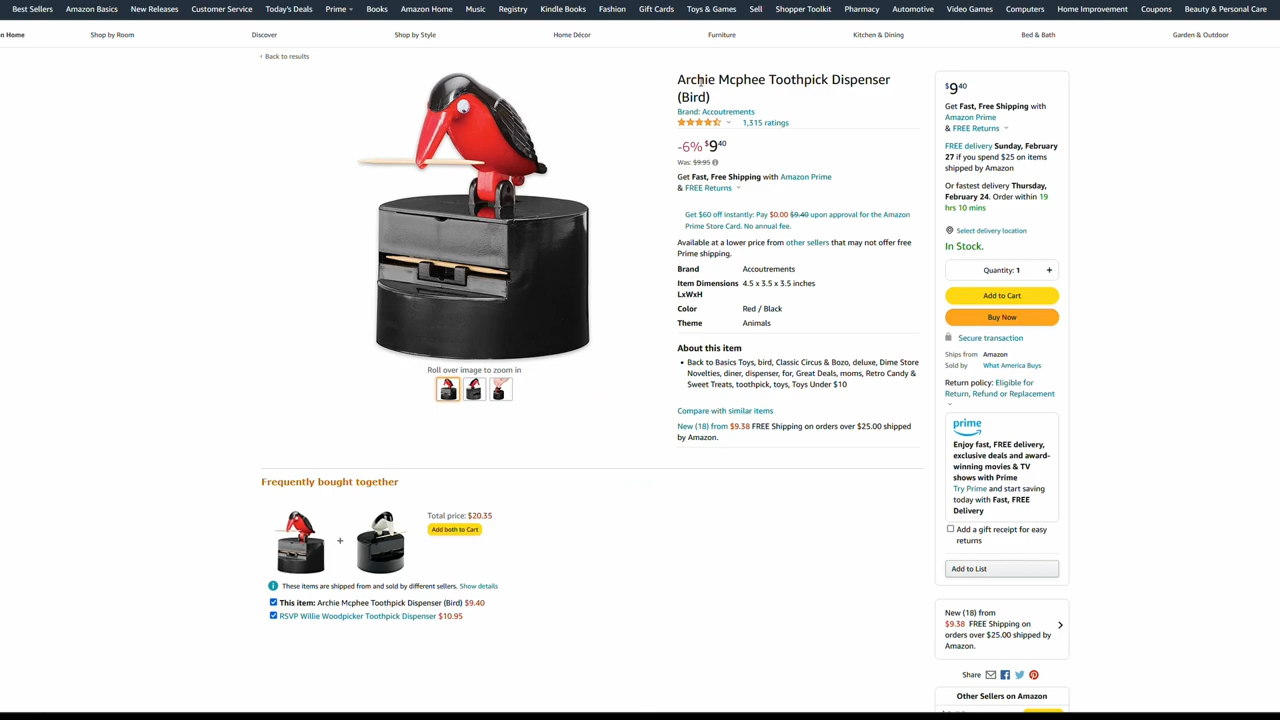 Best Sellers Amazon Basics New Releases Customer Service Today's Deals Prime Books Amazon Home Music Registry Kindle Books Fashion Gift Cards Toys & Games Sell Shopper Toolkit Pharmacy Automotive Video Games Computers Home Improvement Coupons Beauty & Personal Care
n Home Shop by Room Discover Shop by Style Home Décor Furniture Kitchen & Dining Bed & Bath Garden & Outdoor
‹ Back to results
Roll over image to zoom in
Archie Mcphee Toothpick Dispenser
(Bird)
Brand: Accoutrements
1,315 ratings
-6% $940
Was: $9.95
Get Fast, Free Shipping with Amazon Prime
& FREE Returns
Get $60 off instantly: Pay $0.00 $9.40 upon approval for the Amazon
Prime Store Card. No annual fee.
Available at a lower price from other sellers that may not offer free
Prime shipping.
Brand Accoutrements
Item Dimensions 4.5 x 3.5 x 3.5 inches
LxWxH
Color Red / Black
Theme Animals
About this item
• Back to Basics Toys, bird, Classic Circus & Bozo, deluxe, Dime Store
Novelties, diner, dispenser, for, Great Deals, moms, Retro Candy &
Sweet Treats, toothpick, toys, Toys Under $10
Compare with similar items
New (18) from $9.38 FREE Shipping on orders over $25.00 shipped
by Amazon.
$940
Get Fast, Free Shipping with
Amazon Prime
& FREE Returns
FREE delivery Sunday, February
27 if you spend $25 on items
shipped by Amazon
Or fastest delivery Thursday,
February 24. Order within 19
hrs 10 mins
Select delivery location
In Stock.
Quantity: 1 +
Add to Cart
Buy Now
Secure transaction
Ships from Amazon
Sold by What America Buys
Return policy: Eligible for
Return, Refund or Replacement
prime
Enjoy fast, FREE delivery,
exclusive deals and award-
winning movies & TV
shows with Prime
Try Prime and start saving
today with Fast, FREE
Delivery
Add a gift receipt for easy
returns
Add to List
New (18) from
$9.38 FREE Shipping on
orders over $25.00 shipped by
Amazon.
Share
Other Sellers on Amazon
Frequently bought together
+
Total price: $20.35
Add both to Cart
i These items are shipped from and sold by different sellers. Show details
This item: Archie Mcphee Toothpick Dispenser (Bird) $9.40
RSVP Willie Woodpicker Toothpick Dispenser $10.95